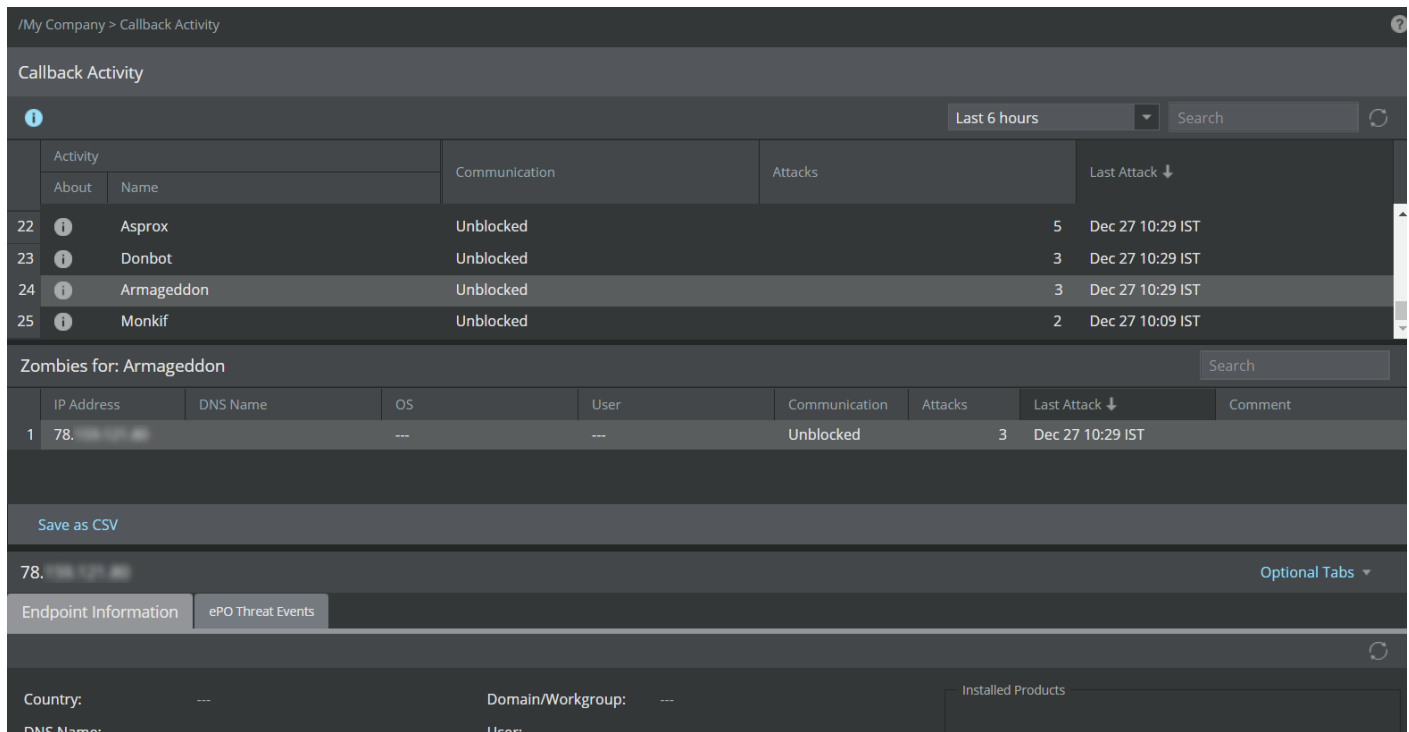 /My Company > Callback Activity
Callback Activity
Last 6 hours Search
Activity
Communication Attacks Last Attack
About Name
22 Asprox Unblocked 5 Dec 27 10:29 IST
23 Donbot Unblocked 3 Dec 27 10:29 IST
24 Armageddon Unblocked 3 Dec 27 10:29 IST
25 Monkif Unblocked 2 Dec 27 10:09 IST
Zombies for: Armageddon Search
IP Address DNS Name OS User Communication Attacks Last Attack Comment
1 78. --- --- Unblocked 3 Dec 27 10:29 IST
Save as CSV
78. Optional Tabs
Endpoint Information ePO Threat Events
Installed Products
Country: --- Domain/Workgroup: ---
DNS Name: User: